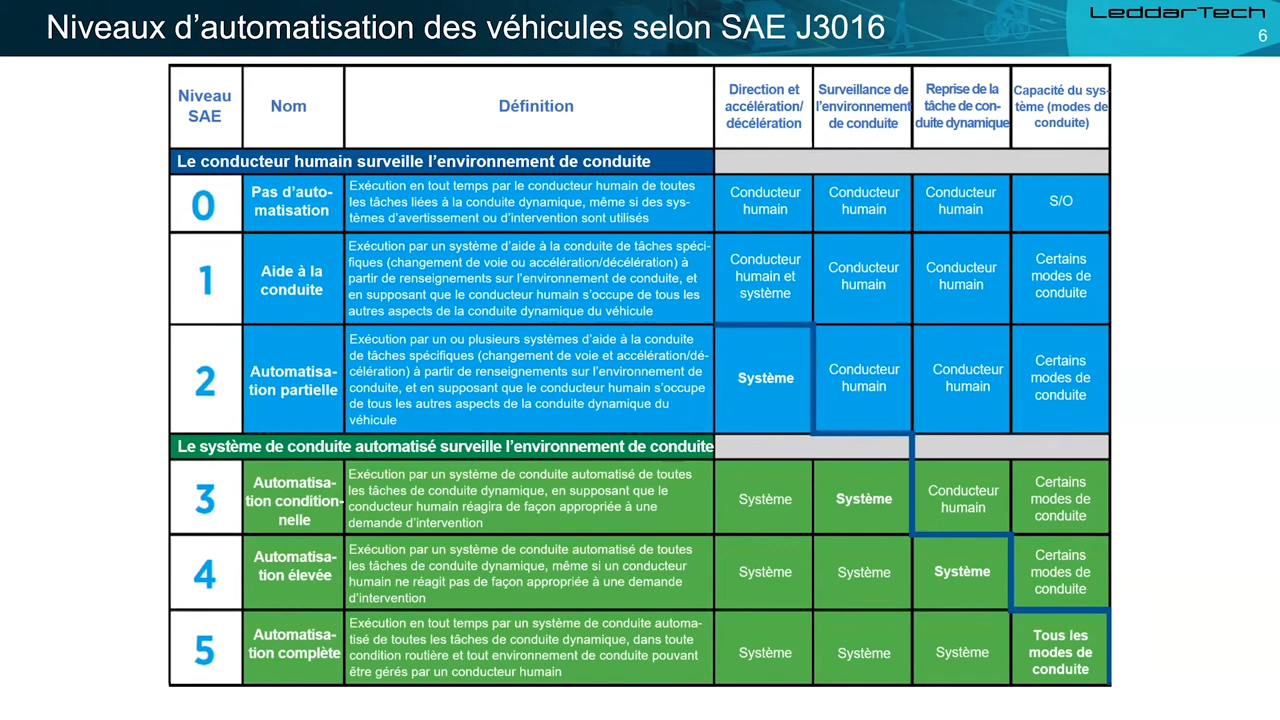 Niveaux d’automatisation des véhicules selon SAE J3016
LeddarTech
6
Niveau
SAE
Nom
Définition
Direction et
accélération/
décélération
Surveillance de
l’environnement
de conduite
Reprise de la
tâche de con-
duite dynamique
Capacité du sys-
tème (modes de
conduite)
Le conducteur humain surveille l’environnement de conduite
0
Pas d’auto-
matisation
Exécution en tout temps par le conducteur humain de toutes
les tâches liées à la conduite dynamique, même si des sys-
tèmes d’avertissement ou d’intervention sont utilisés
Conducteur
humain
Conducteur
humain
Conducteur
humain
S/O
1
Aide à la
conduite
Exécution par un système d’aide à la conduite de tâches spéci-
fiques (changement de voie ou accélération/décélération) à
partir de renseignements sur l’environnement de conduite, et
en supposant que le conducteur humain s’occupe de tous les
autres aspects de la conduite dynamique du véhicule
Conducteur
humain et
système
Conducteur
humain
Conducteur
humain
Certains
modes de
conduite
2
Automatisa-
tion partielle
Exécution par un ou plusieurs systèmes d’aide à la conduite
de tâches spécifiques (changement de voie et accélération/dé-
célération) à partir de renseignements sur l’environnement de
conduite, et en supposant que le conducteur humain s’occupe
de tous les autres aspects de la conduite dynamique du
véhicule
Système
Conducteur
humain
Conducteur
humain
Certains
modes de
conduite
Le système de conduite automatisé surveille l’environnement de conduite
3
Automatisa-
tion condition-
nelle
Exécution par un système de conduite automatisé de toutes
les tâches de conduite dynamique, en supposant que le
conducteur humain réagira de façon appropriée à une
demande d’intervention
Système
Système
Conducteur
humain
Certains
modes de
conduite
4
Automatisa-
tion élevée
Exécution par un système de conduite automatisé de toutes
les tâches de conduite dynamique, même si un conducteur
humain ne réagit pas de façon appropriée à une demande
d’intervention
Système
Système
Système
Certains
modes de
conduite
5
Automatisa-
tion complète
Exécution en tout temps par un système de conduite automa-
tisé de toutes les tâches de conduite dynamique, dans toute
condition routière et tout environnement de conduite pouvant
être gérés par un conducteur humain
Système
Système
Système
Tous les
modes de
conduite